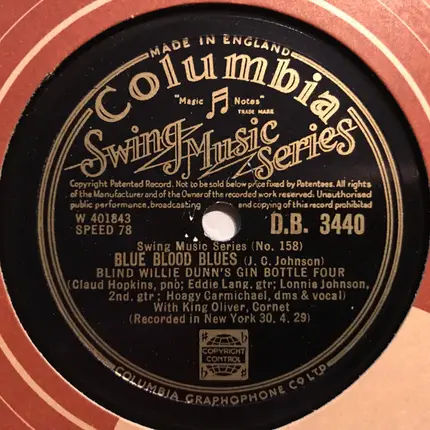 MADE IN ENGLAND
Columbia
"Magic Notes"
TRADE MARK
Swing Music Series
Copyright Patented Record. Not to be sold below price fixed by Patentees. All rights
of the Manufacturer and of the Owner of the recorded work reserved. Unauthorised
public performance, broadcasting and copying of this record prohibited
W 401843
SPEED 78
D.B. 3440
Swing Music Series (No. 158)
BLUE BLOOD BLUES (J. C. Johnson)
BLIND WILLIE DUNN'S GIN BOTTLE FOUR
(Claud Hopkins, pno; Eddie Lang, gtr; Lonnie Johnson,
2nd. gtr; Hoagy Carmichael, dms & vocal)
With King Oliver, Cornet
(Recorded in New York 30. 4. 29)
COPYRIGHT
CONTROL
COLUMBIA GRAPHOPHONE CO LTD